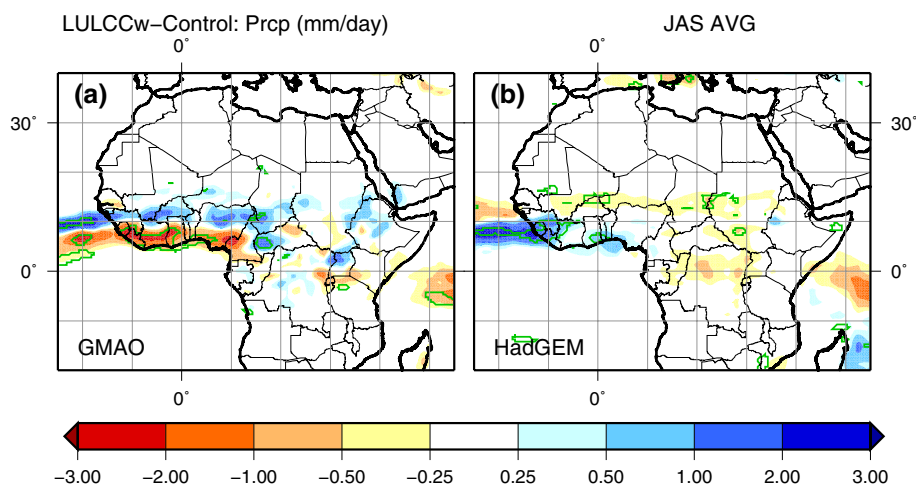 LULCCw−Control: Prcp (mm/day) JAS AVG
0° 0°
(a) (b)
30° 30°
0° 0°
GMAO HadGEM
0° 0°
−3.00 −2.00 −1.00 −0.50 −0.25 0.25 0.50 1.00 2.00 3.00